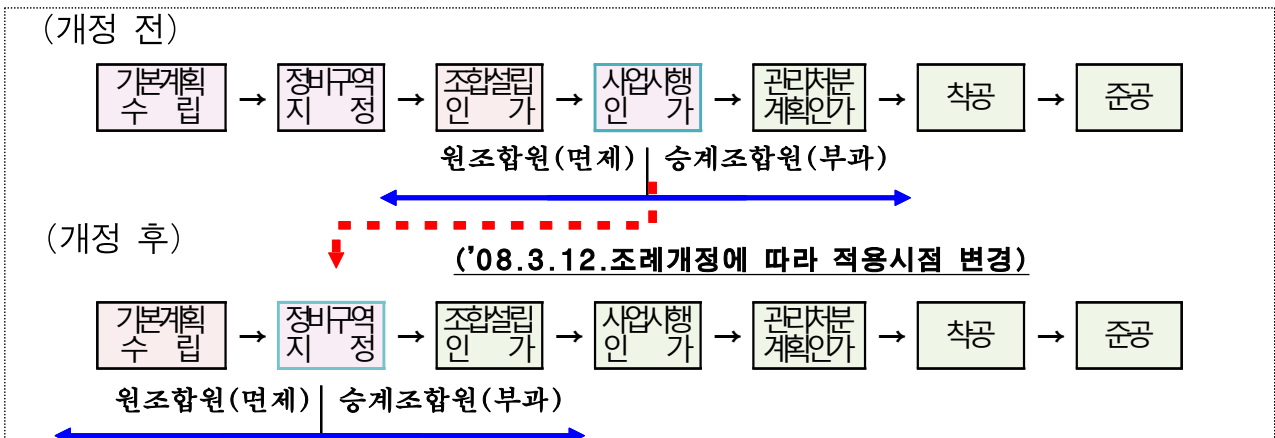 (개정 전)
기본계획 수 립 → 정비구역 지 정 → 조합설립 인 가 → 사업시행 인 가 → 관리처분 계획인가 → 착공 → 준공
원조합원(면제) 승계조합원(부과)
(개정 후)
('08.3.12.조례개정에 따라 적용시점 변경)
기본계획 수 립 → 정비구역 지 정 → 조합설립 인 가 → 사업시행 인 가 → 관리처분 계획인가 → 착공 → 준공
원조합원(면제) 승계조합원(부과)